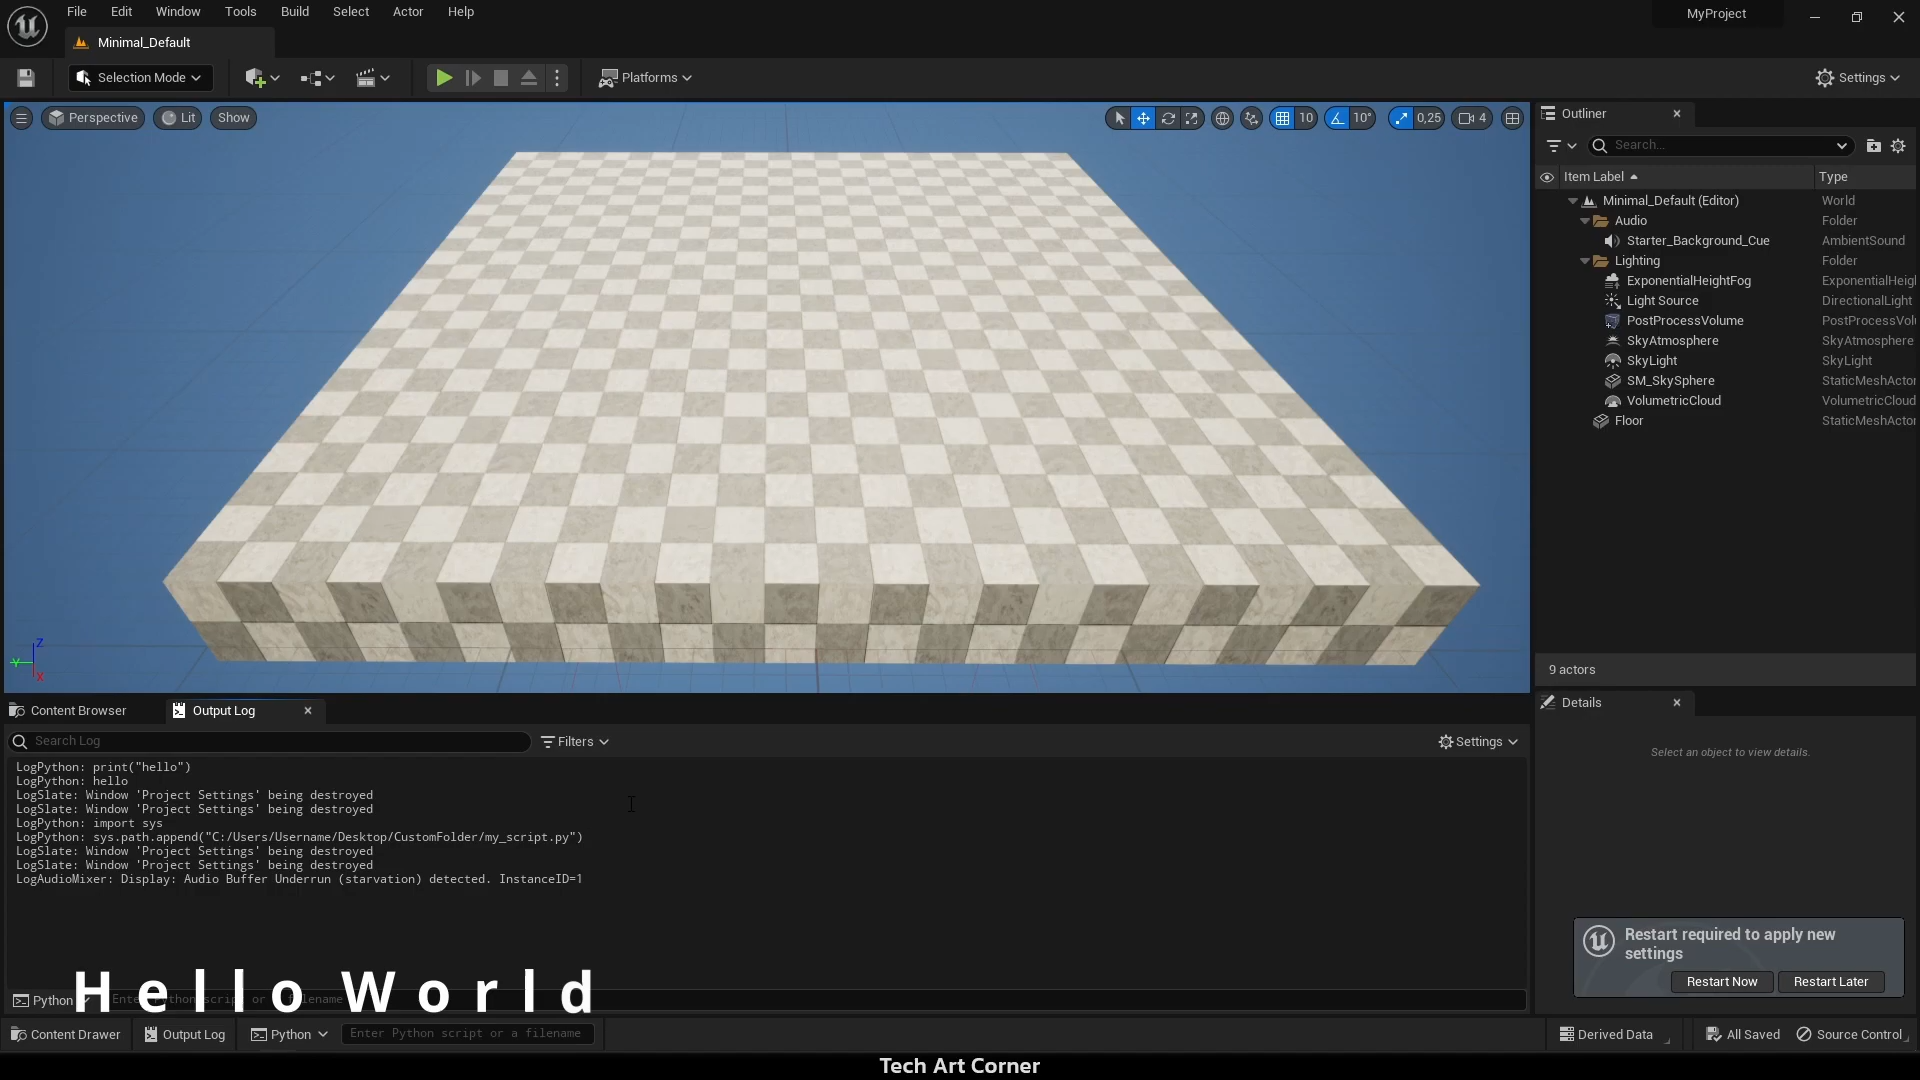 File Edit Window Tools Build Select Actor Help
MyProject
Minimal_Default
Selection Mode
Platforms
Settings
Perspective
Lit
Show
10
10°
0,25
4
Outliner
Search...
Item Label
Type
Minimal_Default (Editor) World
Audio Folder
Starter_Background_Cue AmbientSound
Lighting Folder
ExponentialHeightFog ExponentialHeigl
Light Source DirectionalLight
PostProcessVolume PostProcessVol
SkyAtmosphere SkyAtmosphere
SkyLight SkyLight
SM_SkySphere StaticMeshActor
VolumetricCloud VolumetricCloud
Floor StaticMeshActor
9 actors
Content Browser
Output Log
Details
Search Log
Filters
Settings
Select an object to view details.
LogPython: print("hello")
LogPython: hello
LogSlate: Window 'Project Settings' being destroyed
LogSlate: Window 'Project Settings' being destroyed
LogPython: import sys
LogPython: sys.path.append("C:/Users/Username/Desktop/CustomFolder/my_script.py")
LogSlate: Window 'Project Settings' being destroyed
LogSlate: Window 'Project Settings' being destroyed
LogAudioMixer: Display: Audio Buffer Underrun (starvation) detected. InstanceID=1
Restart required to apply new
settings
Restart Now
Restart Later
Hello World
Python
Enter Python script or a filename
Content Drawer
Output Log
Python
Enter Python script or a filename
Derived Data
All Saved
Source Control
Tech Art Corner
Z
Y
X